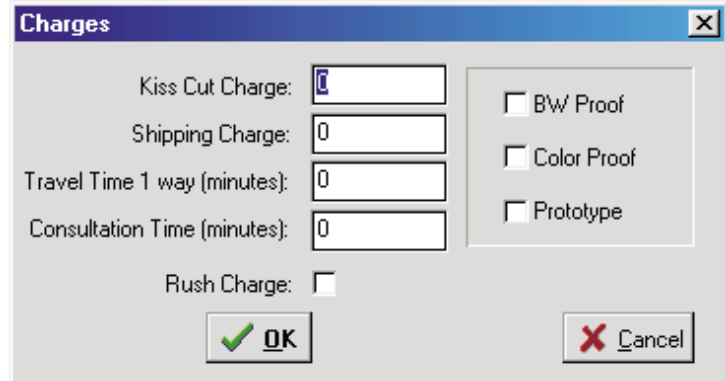 Charges
Kiss Cut Charge: 0
BW Proof
Shipping Charge: 0
Color Proof
Travel Time 1 way (minutes): 0
Prototype
Consultation Time (minutes): 0
Rush Charge:
OK
Cancel